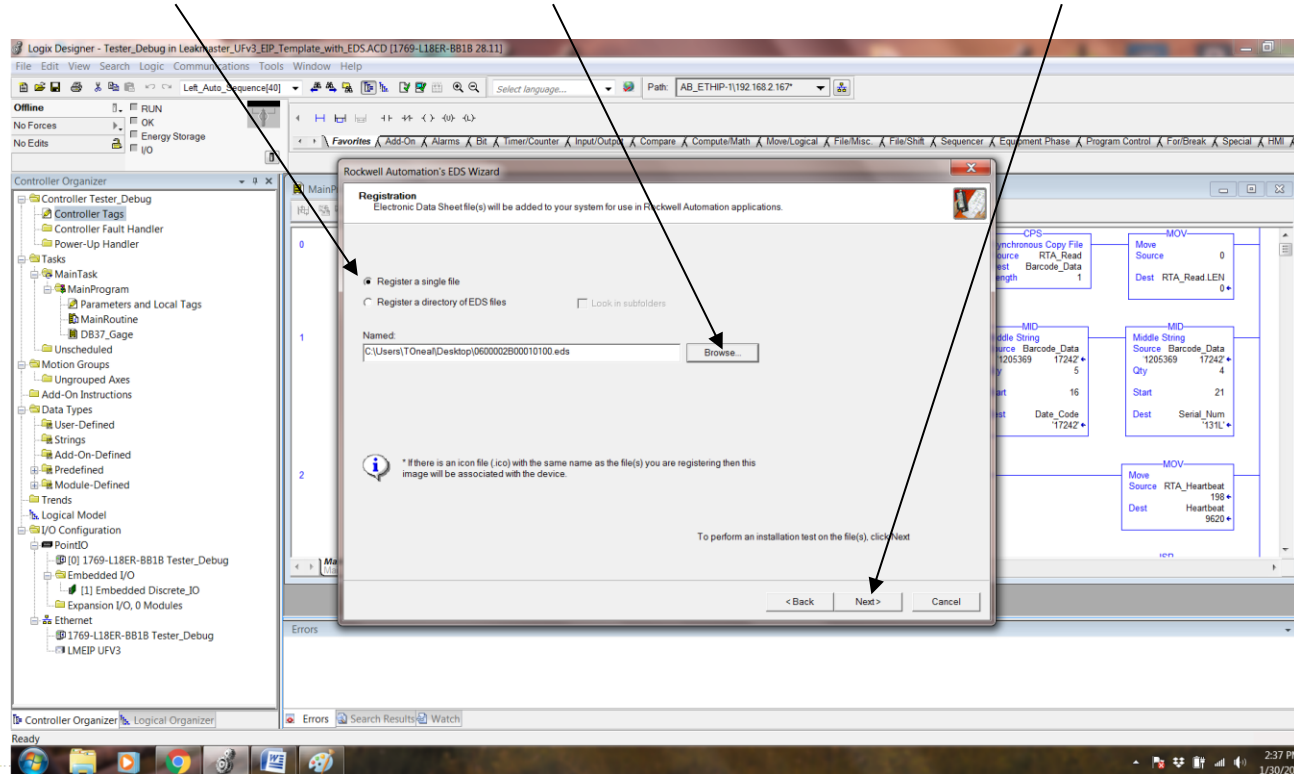 Logix Designer - Tester_Debug in Leakmaster_UFv3_EIP_Template_with_EDS.ACD [1769-L18ER-BB1B 28.11]
File Edit View Search Logic Communications Tools Window Help
Left_Auto_Sequence[40]
Select language...
Path: AB_ETHIP-1\192.168.2.167*
Offline
RUN
No Forces
OK
No Edits
Energy Storage
I/O
Favorites Add-On Alarms Bit Timer/Counter Input/Output Compare Compute/Math Move/Logical File/Misc. File/Shift Sequencer Equipment Phase Program Control For/Break Special HMI
Controller Organizer
Controller Tester_Debug
Controller Tags
Controller Fault Handler
Power-Up Handler
Tasks
MainTask
MainProgram
Parameters and Local Tags
MainRoutine
DB37_Gage
Unscheduled
Motion Groups
Ungrouped Axes
Add-On Instructions
Data Types
User-Defined
Strings
Add-On-Defined
Predefined
Module-Defined
Trends
Logical Model
I/O Configuration
PointIO
[0] 1769-L18ER-BB1B Tester_Debug
Embedded I/O
[1] Embedded Discrete_IO
Expansion I/O, 0 Modules
Ethernet
1769-L18ER-BB1B Tester_Debug
LMEIP UFV3
Controller Organizer Logical Organizer
Ready
MainP
0
1
2
Rockwell Automation's EDS Wizard
Registration
Electronic Data Sheet file(s) will be added to your system for use in Rockwell Automation applications.
Register a single file
Register a directory of EDS files
Look in subfolders
Named:
C:\Users\TOneal\Desktop\0600002B00010100.eds
Browse...
* If there is an icon file (.ico) with the same name as the file(s) you are registering then this
image will be associated with the device.
To perform an installation test on the file(s), click Next
< Back
Next >
Cancel
CPS
ynchronous Copy File
ource RTA_Read
est Barcode_Data
ength 1
MOV
Move
Source 0
Dest RTA_Read.LEN
0
MID
iddle String
ource Barcode_Data
'1205369 17242'
y 5
art 16
est Date_Code
'17242'
MID
Middle String
Source Barcode_Data
'1205369 17242'
Qty 4
Start 21
Dest Serial_Num
'131L'
MOV
Move
Source RTA_Heartbeat
198
Dest Heartbeat
9620
Errors
Errors Search Results Watch
2:37 PM
1/30/20